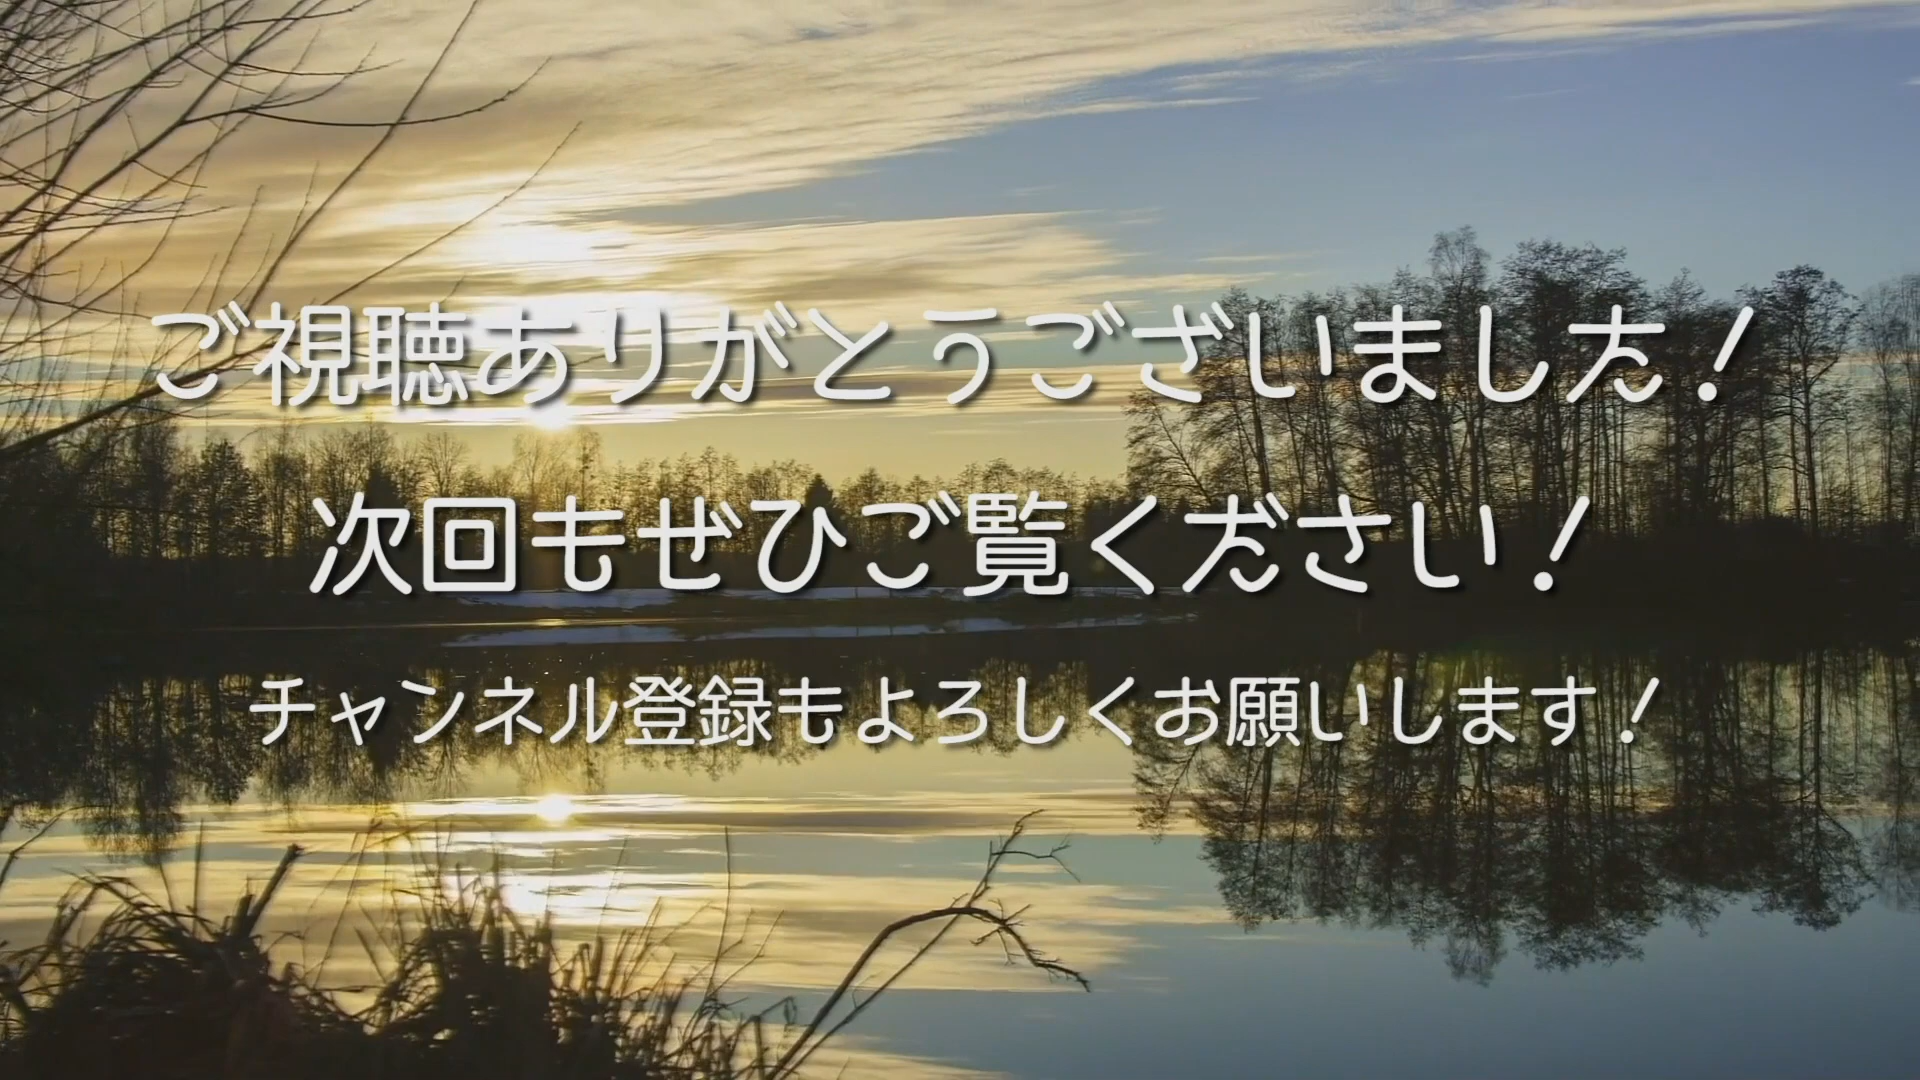 ご視聴ありがとうございました！
次回もぜひご覧ください！
チャンネル登録もよろしくお願いします！